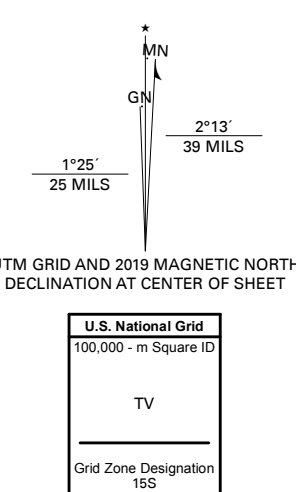 MN
GN
2°13´
39 MILS
1°25´
25 MILS
UTM GRID AND 2019 MAGNETIC NORTH
DECLINATION AT CENTER OF SHEET
U.S. National Grid
100,000 - m Square ID
TV
Grid Zone Designation
15S